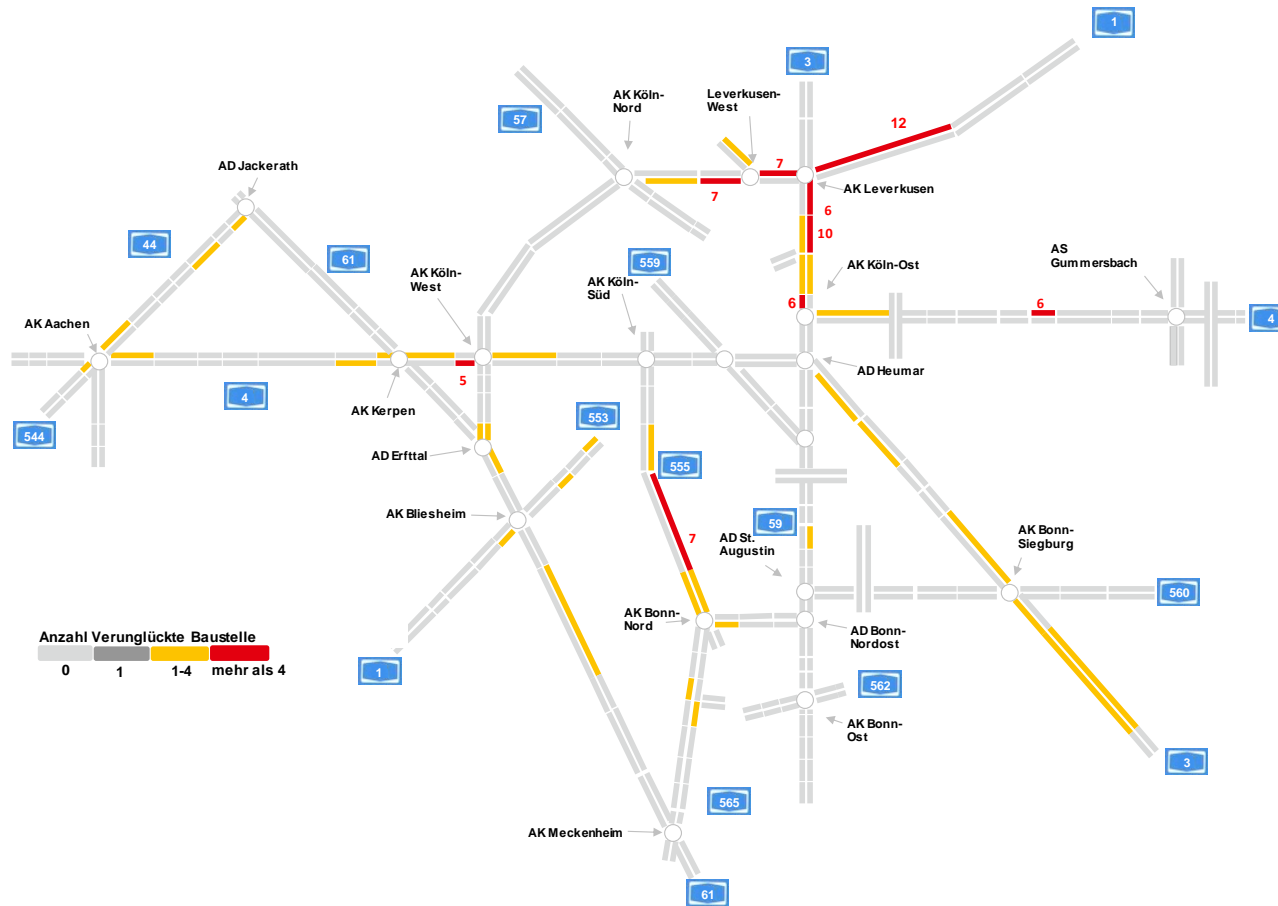 1
3
AK Köln-
Nord
Leverkusen-
West
57
12
AD Jackerath
7
AK Leverkusen
7
6
10
44
61
AK Köln-
West
559
AK Köln-
Süd
AK Köln-Ost
AS
Gummersbach
6
6
4
AK Aachen
5
AD Heumar
4
AK Kerpen
544
553
AD Erfttal
555
AK Bliesheim
59
7
AD St.
Augustin
AK Bonn-
Siegburg
560
AK Bonn-
Nord
AD Bonn-
Nordost
Anzahl Verunglückte Baustelle
0
1
1-4
mehr als 4
1
562
AK Bonn-
Ost
3
565
AK Meckenheim
61